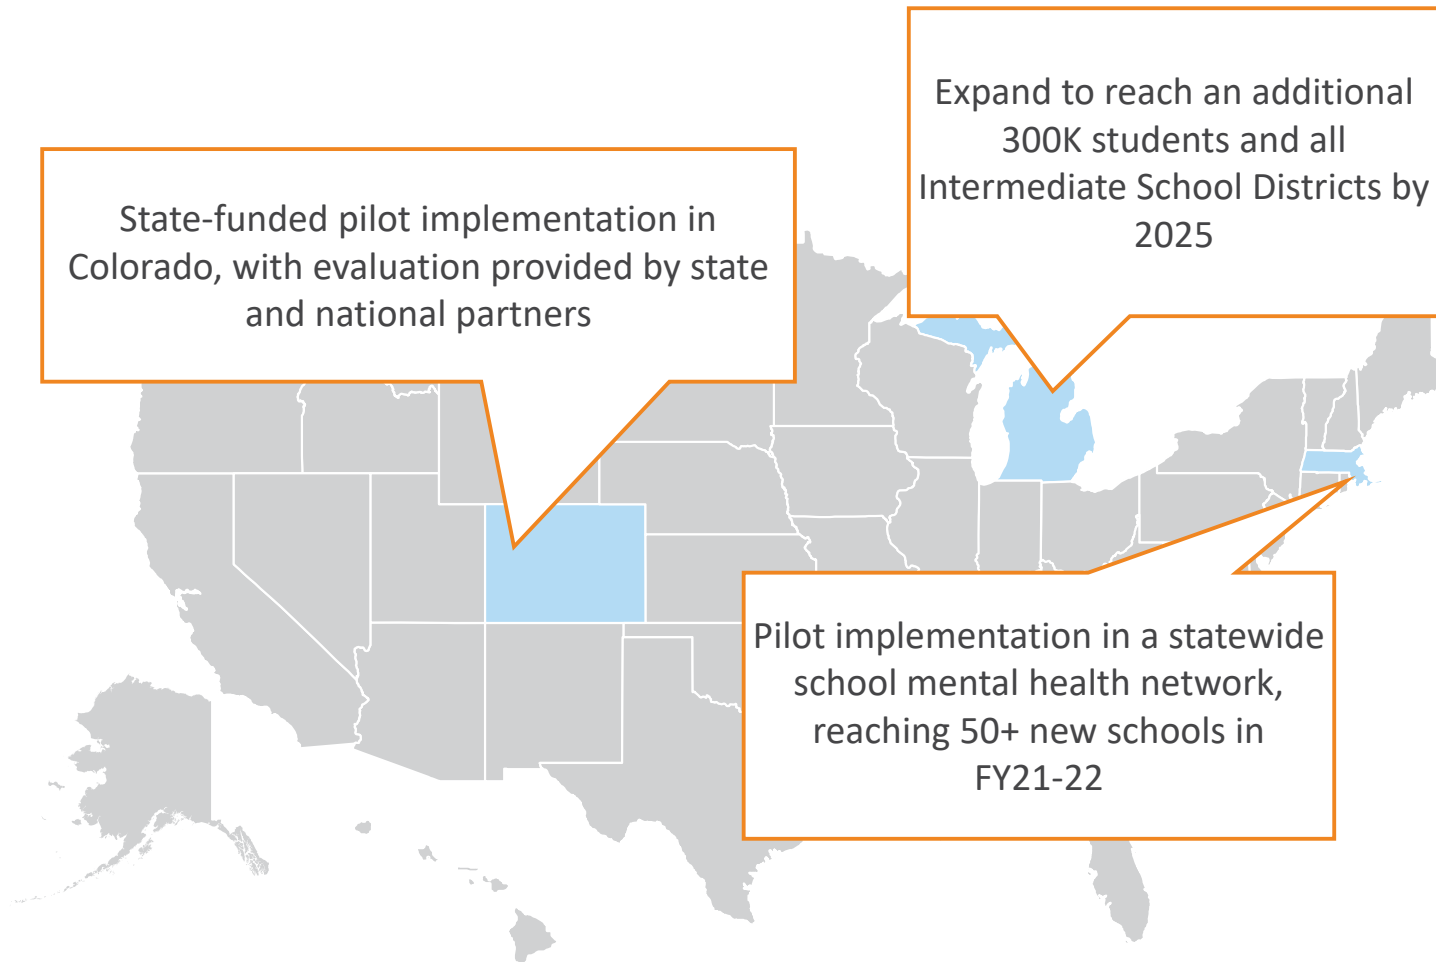 Expand to reach an additional
300K students and all
Intermediate School Districts by
2025
State-funded pilot implementation in
Colorado, with evaluation provided by state
and national partners
Pilot implementation in a statewide
school mental health network,
reaching 50+ new schools in
FY21-22